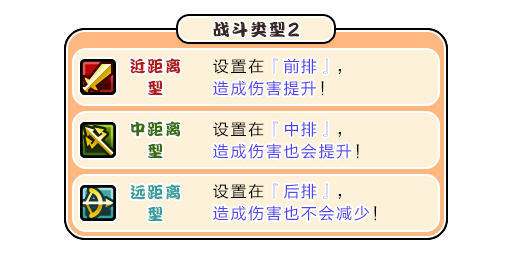 战斗类型2
近距离
型
设置在『前排』，
造成伤害提升！
中距离
型
设置在『中排』，
造成伤害也会提升！
远距离
型
设置在『后排』，
造成伤害也不会减少！